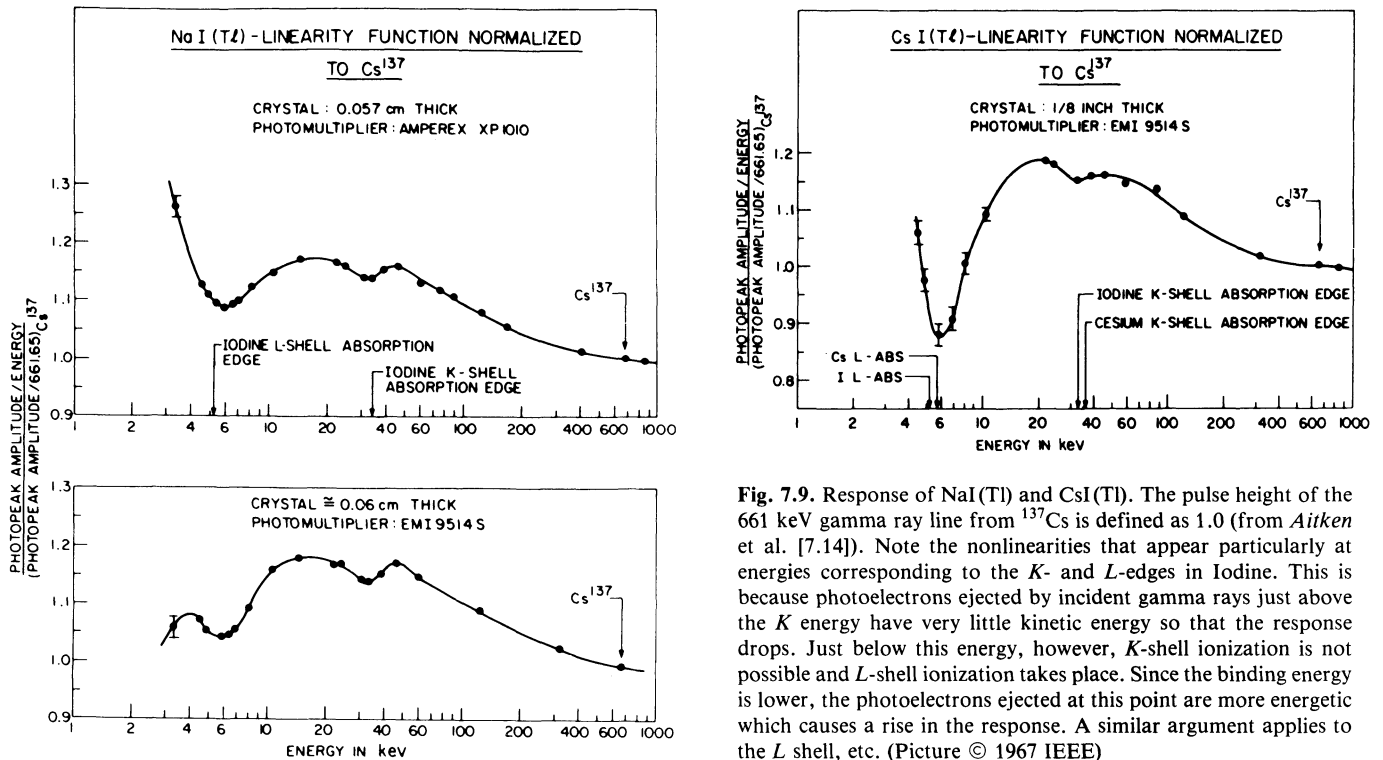 Na I (Tℓ) - LINEARITY FUNCTION NORMALIZED
TO Cs¹³⁷
CRYSTAL : 0.057 cm THICK
PHOTOMULTIPLIER : AMPEREX XP 1010
PHOTOPEAK AMPLITUDE / ENERGY
(PHOTOPEAK AMPLITUDE / 661.65) Cs¹³⁷
1.3
1.2
1.1
1.0
0.9
Cs¹³⁷
IODINE L-SHELL ABSORPTION
EDGE
IODINE K-SHELL
ABSORPTION EDGE
1 2 4 6 10 20 40 60 100 200 400 600 1000
CRYSTAL ≅ 0.06 cm THICK
PHOTOMULTIPLIER : EMI 9514 S
1.3
1.2
1.1
1.0
0.9
Cs¹³⁷
1 2 4 6 8 10 20 40 60 100 200 400 600 1000
ENERGY IN keV
Cs I (Tℓ) - LINEARITY FUNCTION NORMALIZED
TO Cs¹³⁷
CRYSTAL : 1/8 INCH THICK
PHOTOMULTIPLIER : EMI 9514 S
PHOTOPEAK AMPLITUDE / ENERGY
(PHOTOPEAK AMPLITUDE / 661.65) Cs¹³⁷
1.2
1.1
1.0
0.9
0.8
Cs¹³⁷
IODINE K-SHELL ABSORPTION EDGE
CESIUM K-SHELL ABSORPTION EDGE
Cs L - ABS
I L - ABS
1 2 4 6 10 20 40 60 100 200 400 600 1000
ENERGY IN keV
Fig. 7.9. Response of NaI(Tl) and CsI(Tl). The pulse height of the
661 keV gamma ray line from ¹³⁷Cs is defined as 1.0 (from Aitken
et al. [7.14]). Note the nonlinearities that appear particularly at
energies corresponding to the K- and L-edges in Iodine. This is
because photoelectrons ejected by incident gamma rays just above
the K energy have very little kinetic energy so that the response
drops. Just below this energy, however, K-shell ionization is not
possible and L-shell ionization takes place. Since the binding energy
is lower, the photoelectrons ejected at this point are more energetic
which causes a rise in the response. A similar argument applies to
the L shell, etc. (Picture © 1967 IEEE)